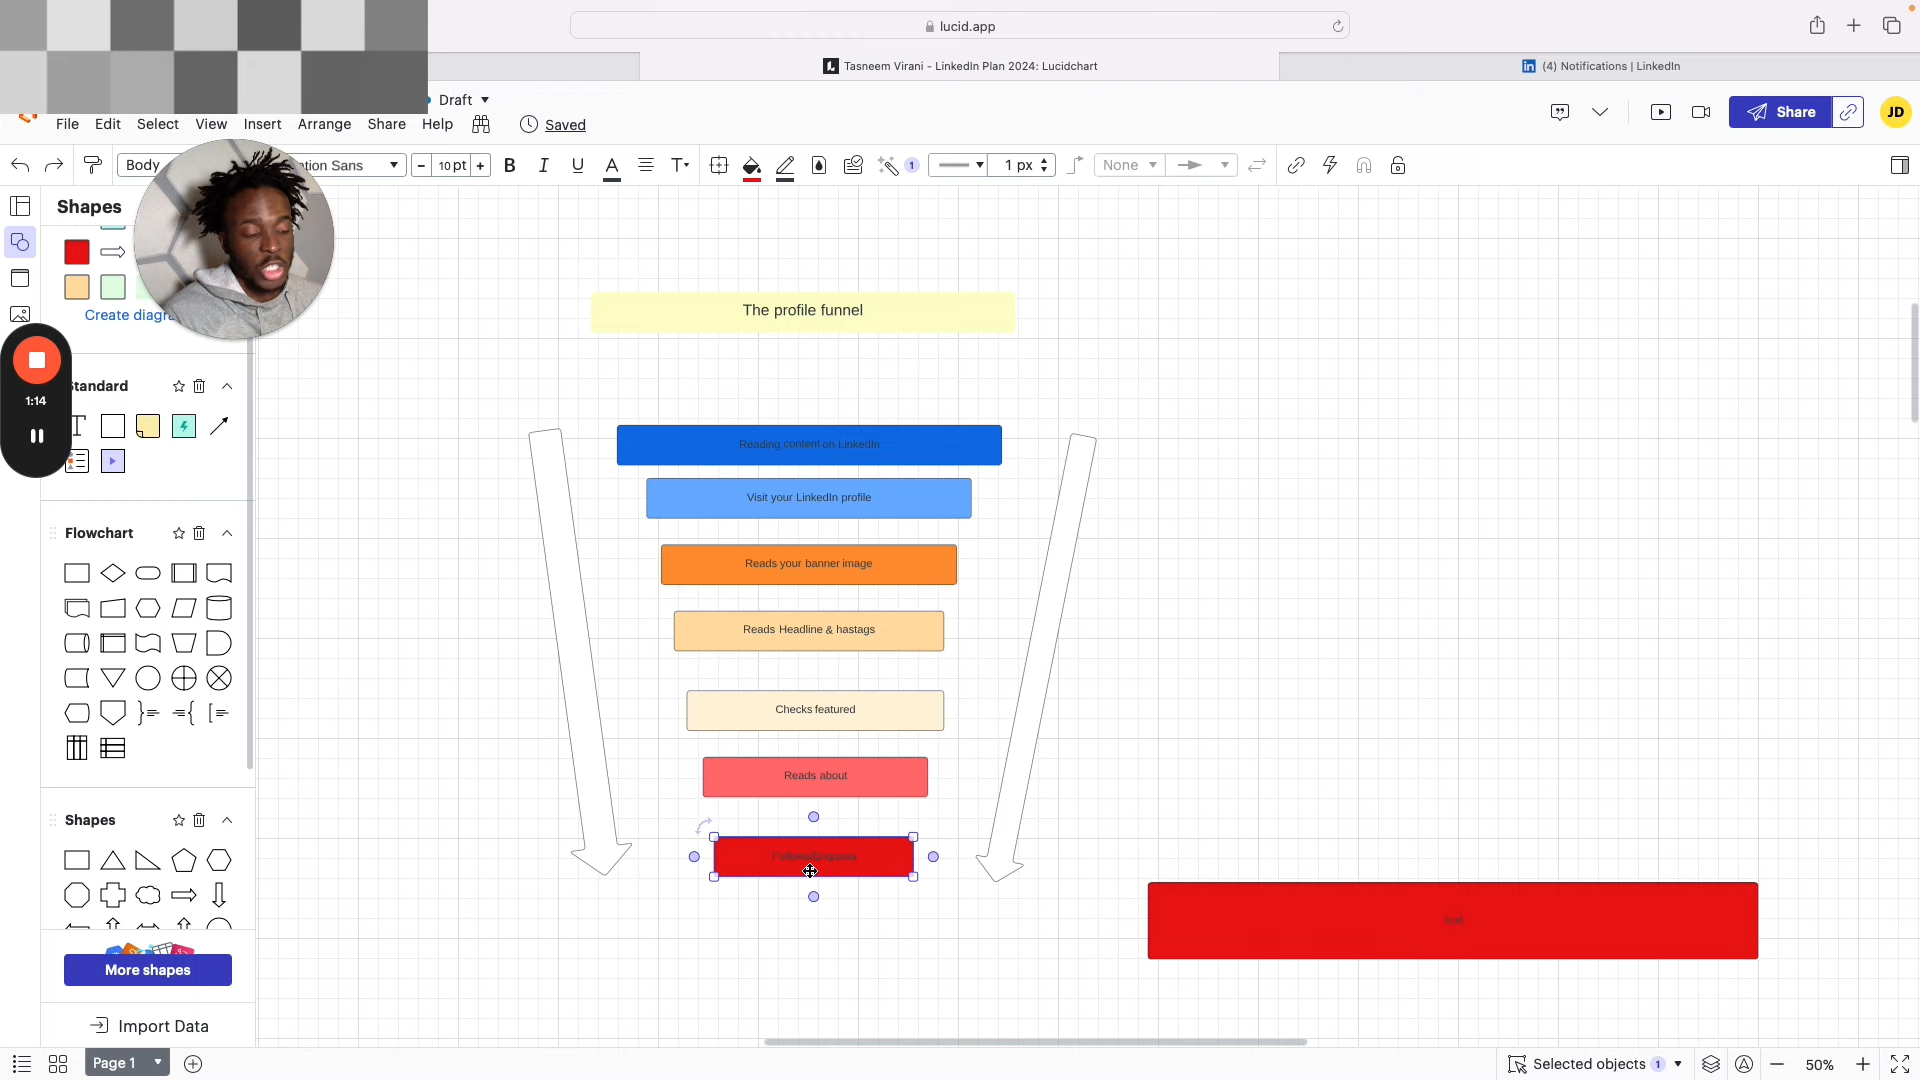 lucid.app
Tasneem Virani - LinkedIn Plan 2024: Lucidchart
(4) Notifications | LinkedIn
Draft
File Edit Select View Insert Arrange Share Help Saved
Share
JD
Body
Sans
- 10 pt +
B I U A T
1
1 px
None
Shapes
Create
1:14
Standard
T
Flowchart
Shapes
More shapes
Import Data
The profile funnel
Reading content on LinkedIn
Visit your LinkedIn profile
Reads your banner image
Reads Headline & hastags
Checks featured
Reads about
Page 1
Selected objects 1
50%